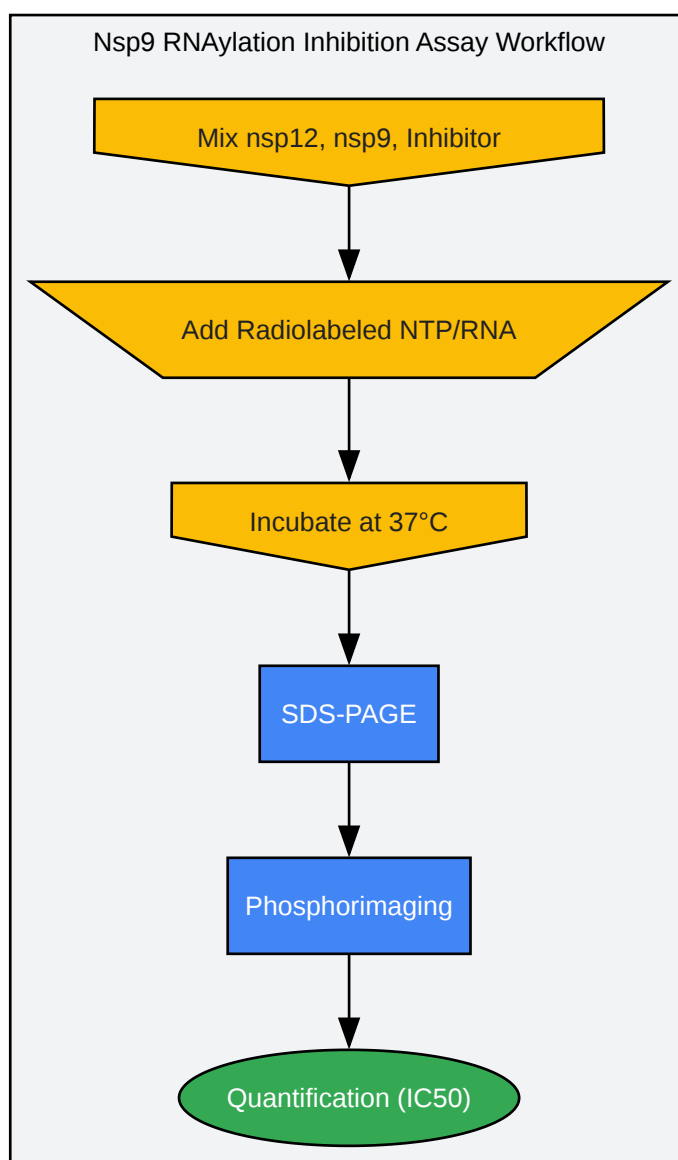 Nsp9 RNAylation Inhibition Assay Workflow
Mix nsp12, nsp9, Inhibitor
Add Radiolabeled NTP/RNA
Incubate at 37°C
SDS-PAGE
Phosphorimaging
Quantification (IC50)